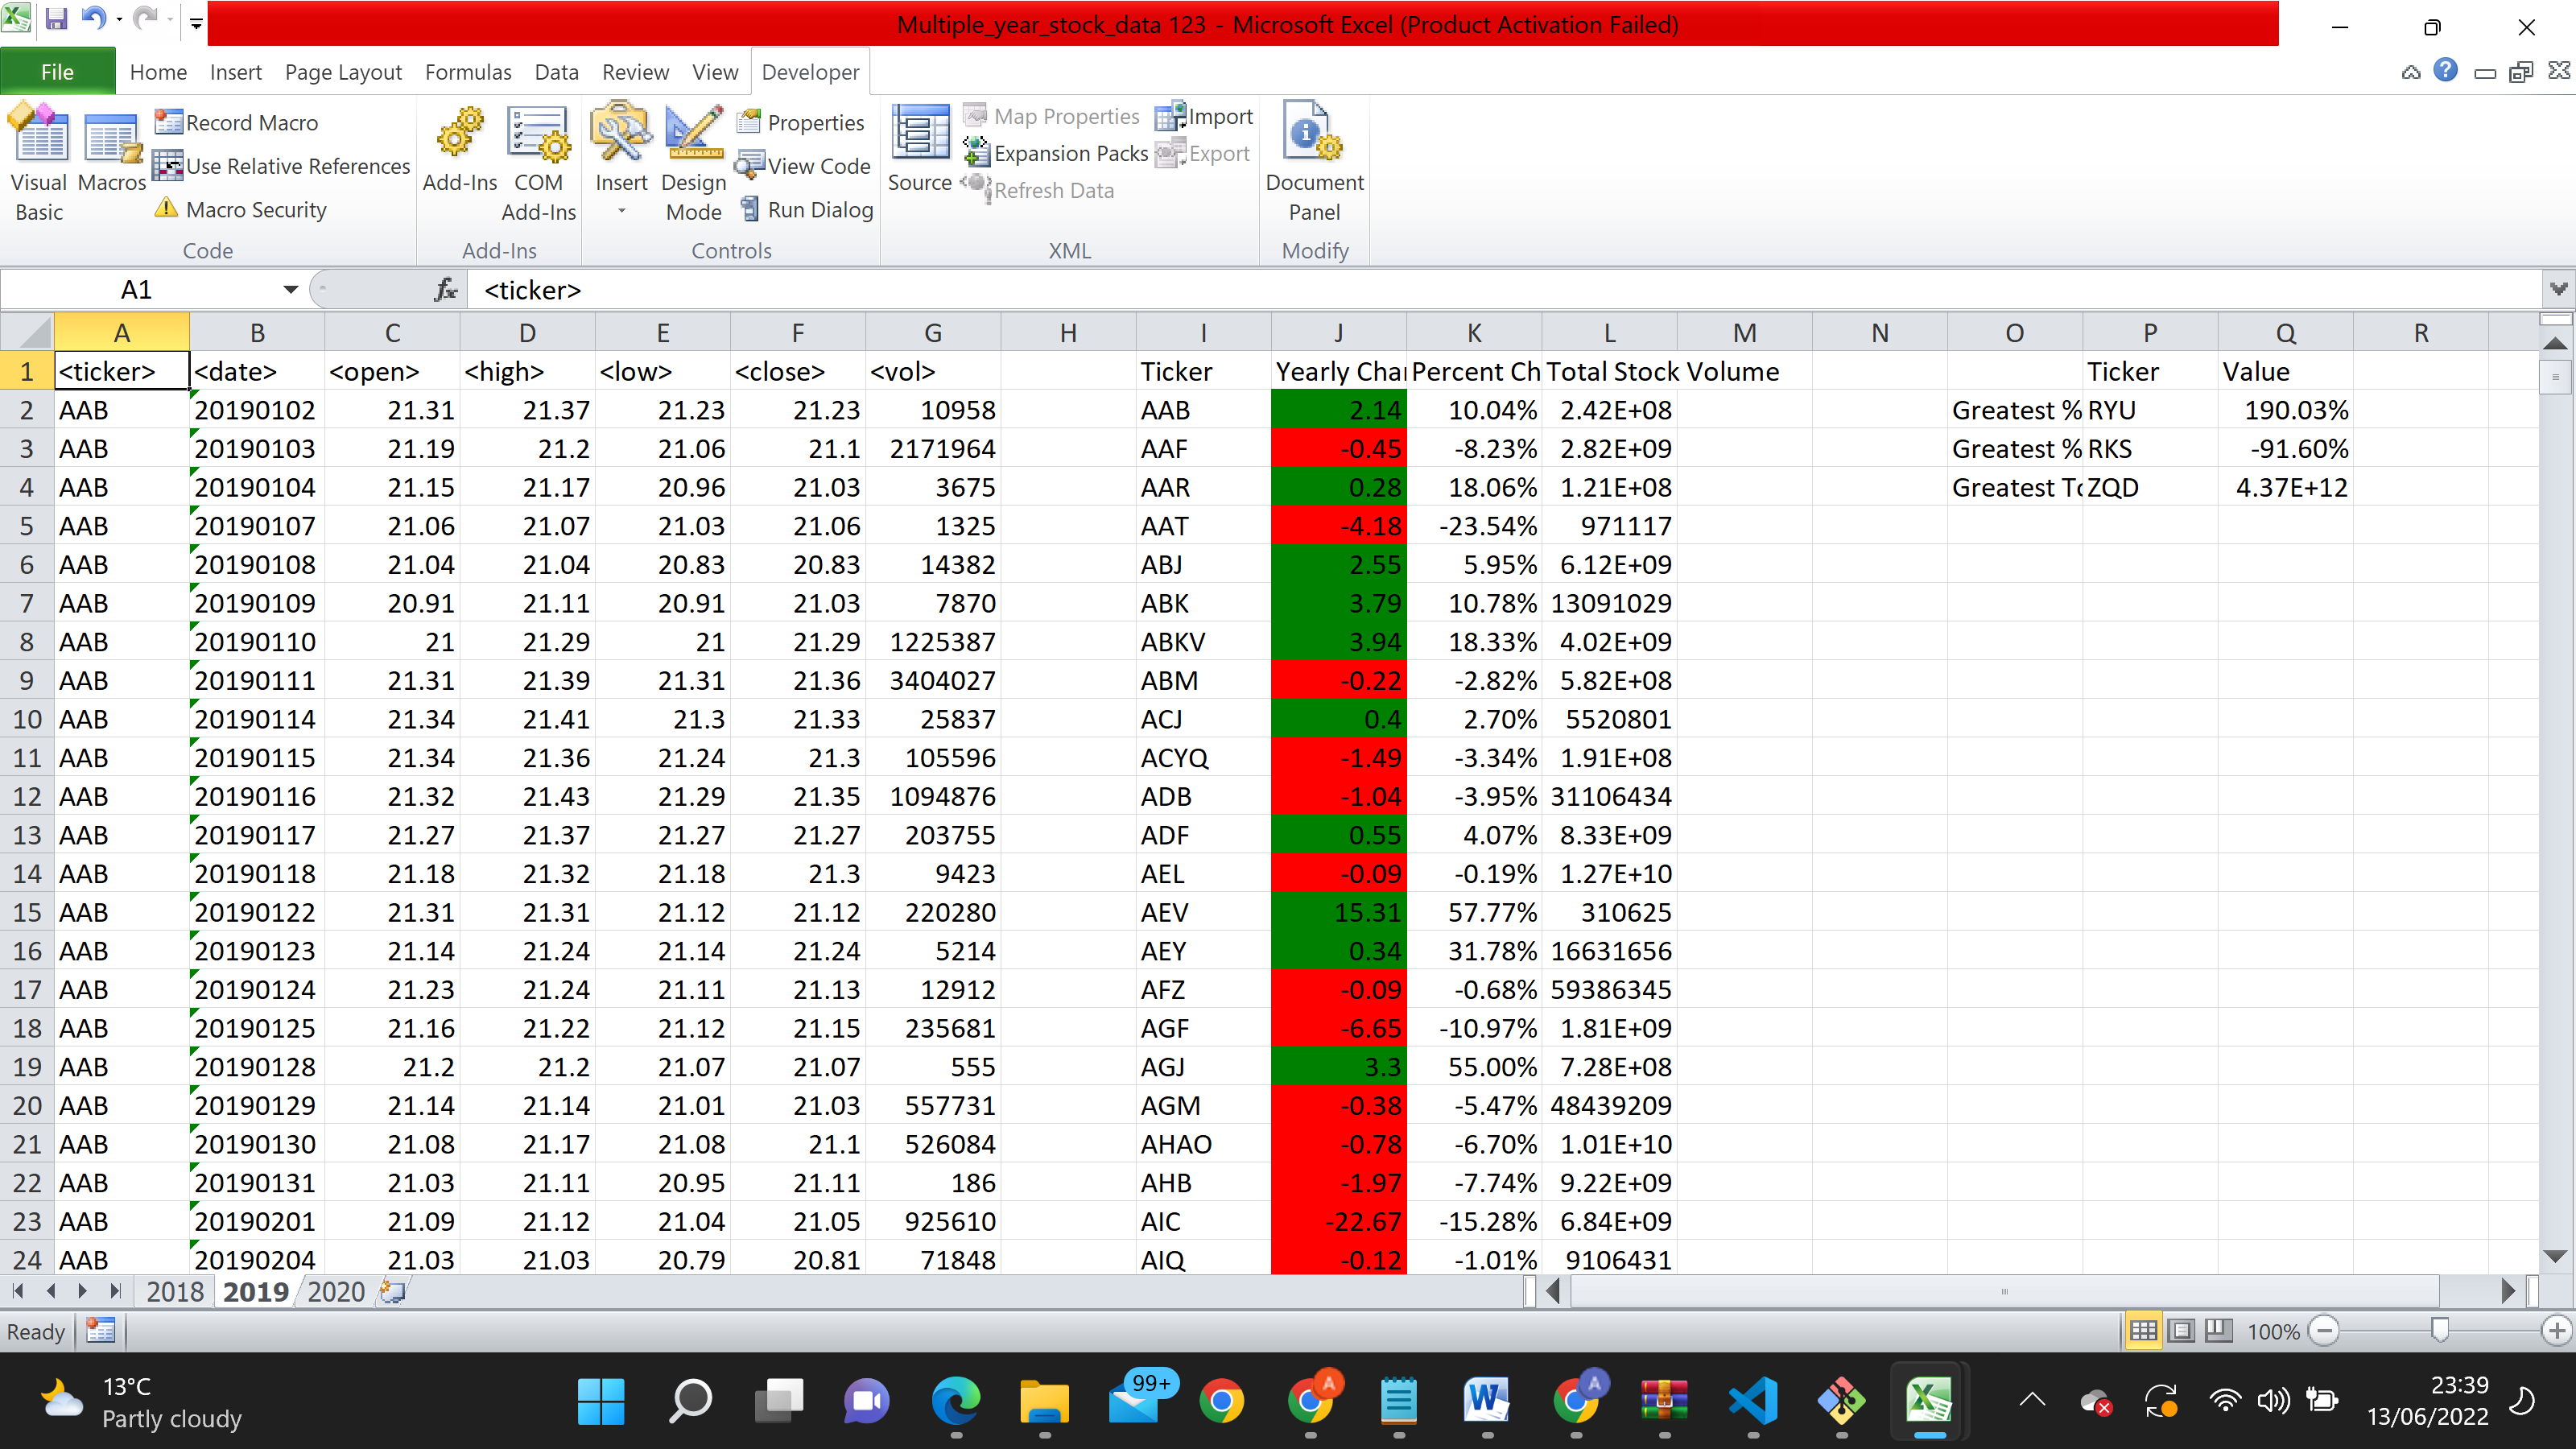 Multiple_year_stock_data 123 - Microsoft Excel (Product Activation Failed)
File Home Insert Page Layout Formulas Data Review View Developer
Visual Basic
Macros
Record Macro
Use Relative References
Macro Security
Code
Add-Ins
COM Add-Ins
Add-Ins
Insert
Design Mode
Properties
View Code
Run Dialog
Controls
Source
Map Properties
Expansion Packs
Refresh Data
Import
Export
XML
Document Panel
Modify
A1 fx <ticker>
A B C D E F G H I J K L M N O P Q R
1 <ticker> <date> <open> <high> <low> <close> <vol> Ticker Yearly Chan Percent Ch Total Stock Volume Ticker Value
2 AAB 20190102 21.31 21.37 21.23 21.23 10958 AAB 2.14 10.04% 2.42E+08 Greatest % RYU 190.03%
3 AAB 20190103 21.19 21.2 21.06 21.1 2171964 AAF -0.45 -8.23% 2.82E+09 Greatest % RKS -91.60%
4 AAB 20190104 21.15 21.17 20.96 21.03 3675 AAR 0.28 18.06% 1.21E+08 Greatest To ZQD 4.37E+12
5 AAB 20190107 21.06 21.07 21.03 21.06 1325 AAT -4.18 -23.54% 971117
6 AAB 20190108 21.04 21.04 20.83 20.83 14382 ABJ 2.55 5.95% 6.12E+09
7 AAB 20190109 20.91 21.11 20.91 21.03 7870 ABK 3.79 10.78% 13091029
8 AAB 20190110 21 21.29 21 21.29 1225387 ABKV 3.94 18.33% 4.02E+09
9 AAB 20190111 21.31 21.39 21.31 21.36 3404027 ABM -0.22 -2.82% 5.82E+08
10 AAB 20190114 21.34 21.41 21.3 21.33 25837 ACJ 0.4 2.70% 5520801
11 AAB 20190115 21.34 21.36 21.24 21.3 105596 ACYQ -1.49 -3.34% 1.91E+08
12 AAB 20190116 21.32 21.43 21.29 21.35 1094876 ADB -1.04 -3.95% 31106434
13 AAB 20190117 21.27 21.37 21.27 21.27 203755 ADF 0.55 4.07% 8.33E+09
14 AAB 20190118 21.18 21.32 21.18 21.3 9423 AEL -0.09 -0.19% 1.27E+10
15 AAB 20190122 21.31 21.31 21.12 21.12 220280 AEV 15.31 57.77% 310625
16 AAB 20190123 21.14 21.24 21.14 21.24 5214 AEY 0.34 31.78% 16631656
17 AAB 20190124 21.23 21.24 21.11 21.13 12912 AFZ -0.09 -0.68% 59386345
18 AAB 20190125 21.16 21.22 21.12 21.15 235681 AGF -6.65 -10.97% 1.81E+09
19 AAB 20190128 21.2 21.2 21.07 21.07 555 AGJ 3.3 55.00% 7.28E+08
20 AAB 20190129 21.14 21.14 21.01 21.03 557731 AGM -0.38 -5.47% 48439209
21 AAB 20190130 21.08 21.17 21.08 21.1 526084 AHAO -0.78 -6.70% 1.01E+10
22 AAB 20190131 21.03 21.11 20.95 21.11 186 AHB -1.97 -7.74% 9.22E+09
23 AAB 20190201 21.09 21.12 21.04 21.05 925610 AIC -22.67 -15.28% 6.84E+09
24 AAB 20190204 21.03 21.03 20.79 20.81 71848 AIQ -0.12 -1.01% 9106431
2018 2019 2020
Ready 100%
13°C
Partly cloudy
99+
A
A
23:39
13/06/2022